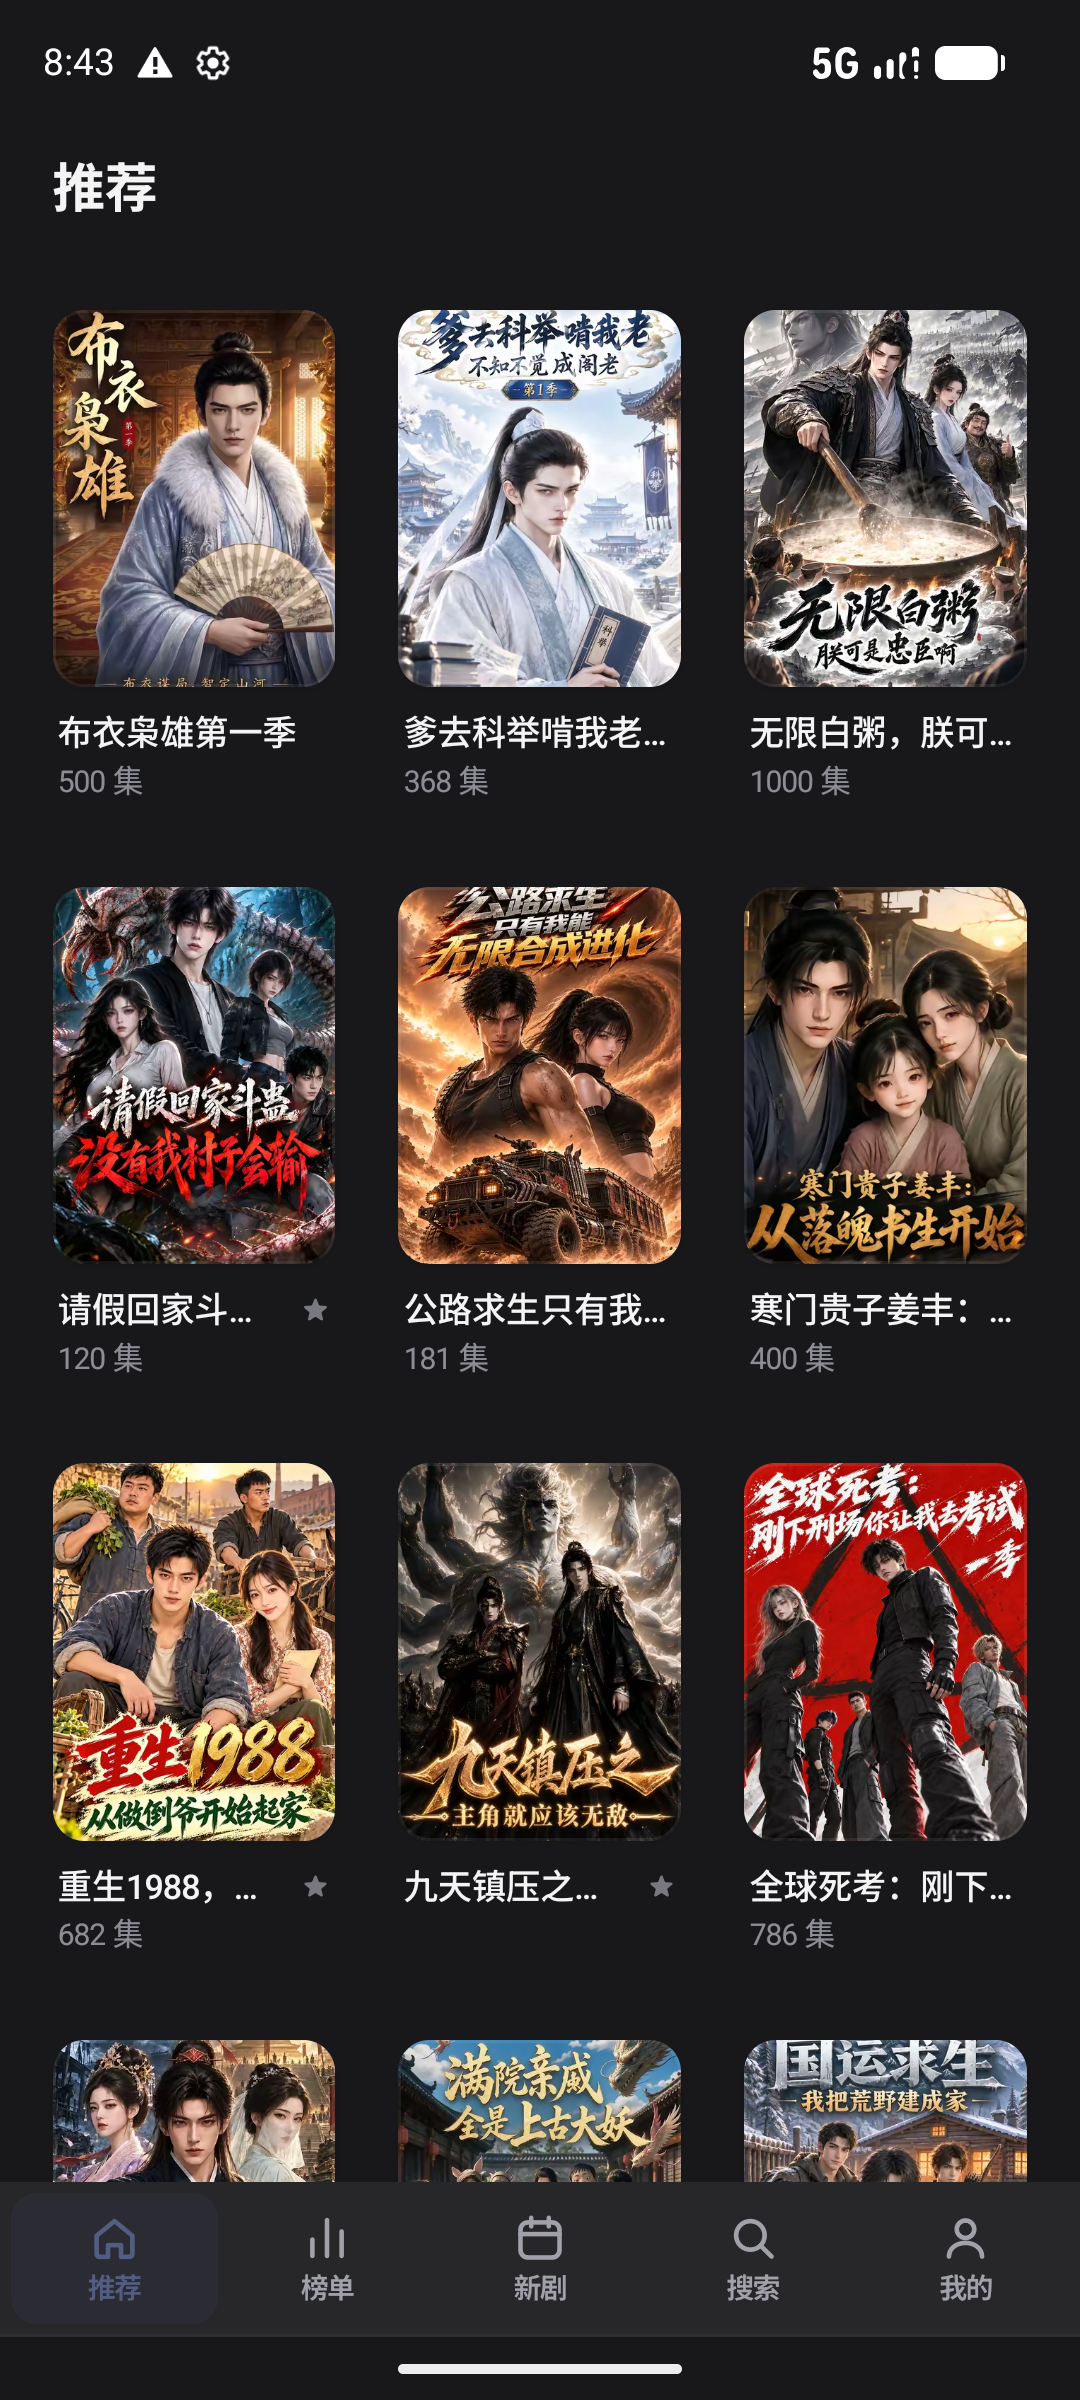 8:43
5G
推荐
布衣
枭雄
第一季
布衣谋局,智定山河
爹去科举啃我老
不知不觉成阁老
第1季
科举
无限白粥
朕可是忠臣啊
布衣枭雄第一季
爹去科举啃我老...
无限白粥，朕可...
500 集
368 集
1000 集
请假回家斗蛊
没有我村子会输
公路求生
只有我能
无限合成进化
寒门贵子姜丰：
从落魄书生开始
请假回家斗...
公路求生只有我...
寒门贵子姜丰：...
120 集
181 集
400 集
重生1988
从做倒爷开始起家
九天镇压之
主角就应该无敌
全球死考：
刚下刑场你让我去考试
一季
重生1988，...
九天镇压之...
全球死考：刚下...
682 集
786 集
满院亲戚
全是上古大妖
国运求生
我把荒野建成家
推荐
榜单
新剧
搜索
我的